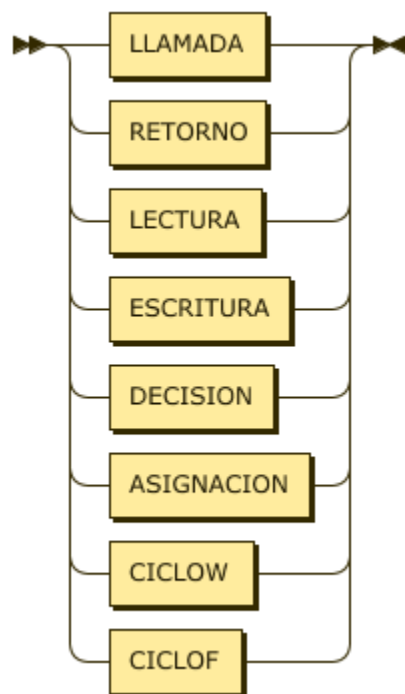 LLAMADA
RETORNO
LECTURA
ESCRITURA
DECISION
ASIGNACION
CICLOW
CICLOF